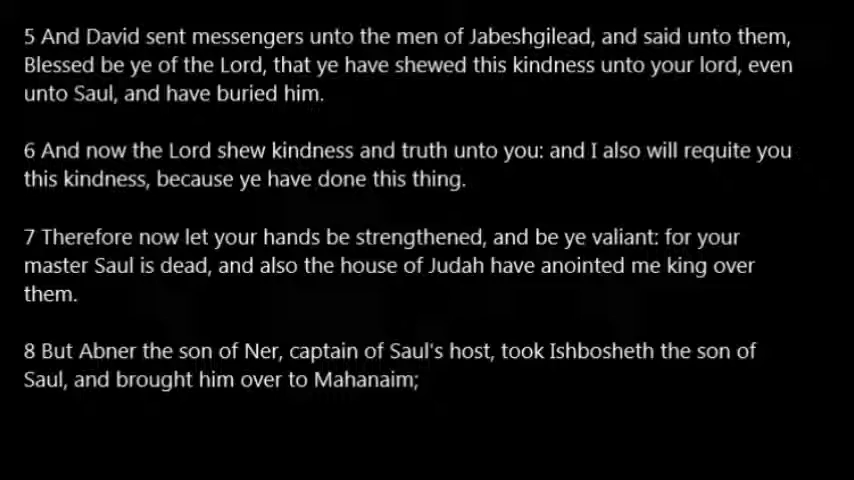 5 And David sent messengers unto the men of Jabeshgilead, and said unto them,
Blessed be ye of the Lord, that ye have shewed this kindness unto your lord, even
unto Saul, and have buried him.
6 And now the Lord shew kindness and truth unto you: and I also will requite you
this kindness, because ye have done this thing.
7 Therefore now let your hands be strengthened, and be ye valiant: for your
master Saul is dead, and also the house of Judah have anointed me king over
them.
8 But Abner the son of Ner, captain of Saul's host, took Ishbosheth the son of
Saul, and brought him over to Mahanaim;